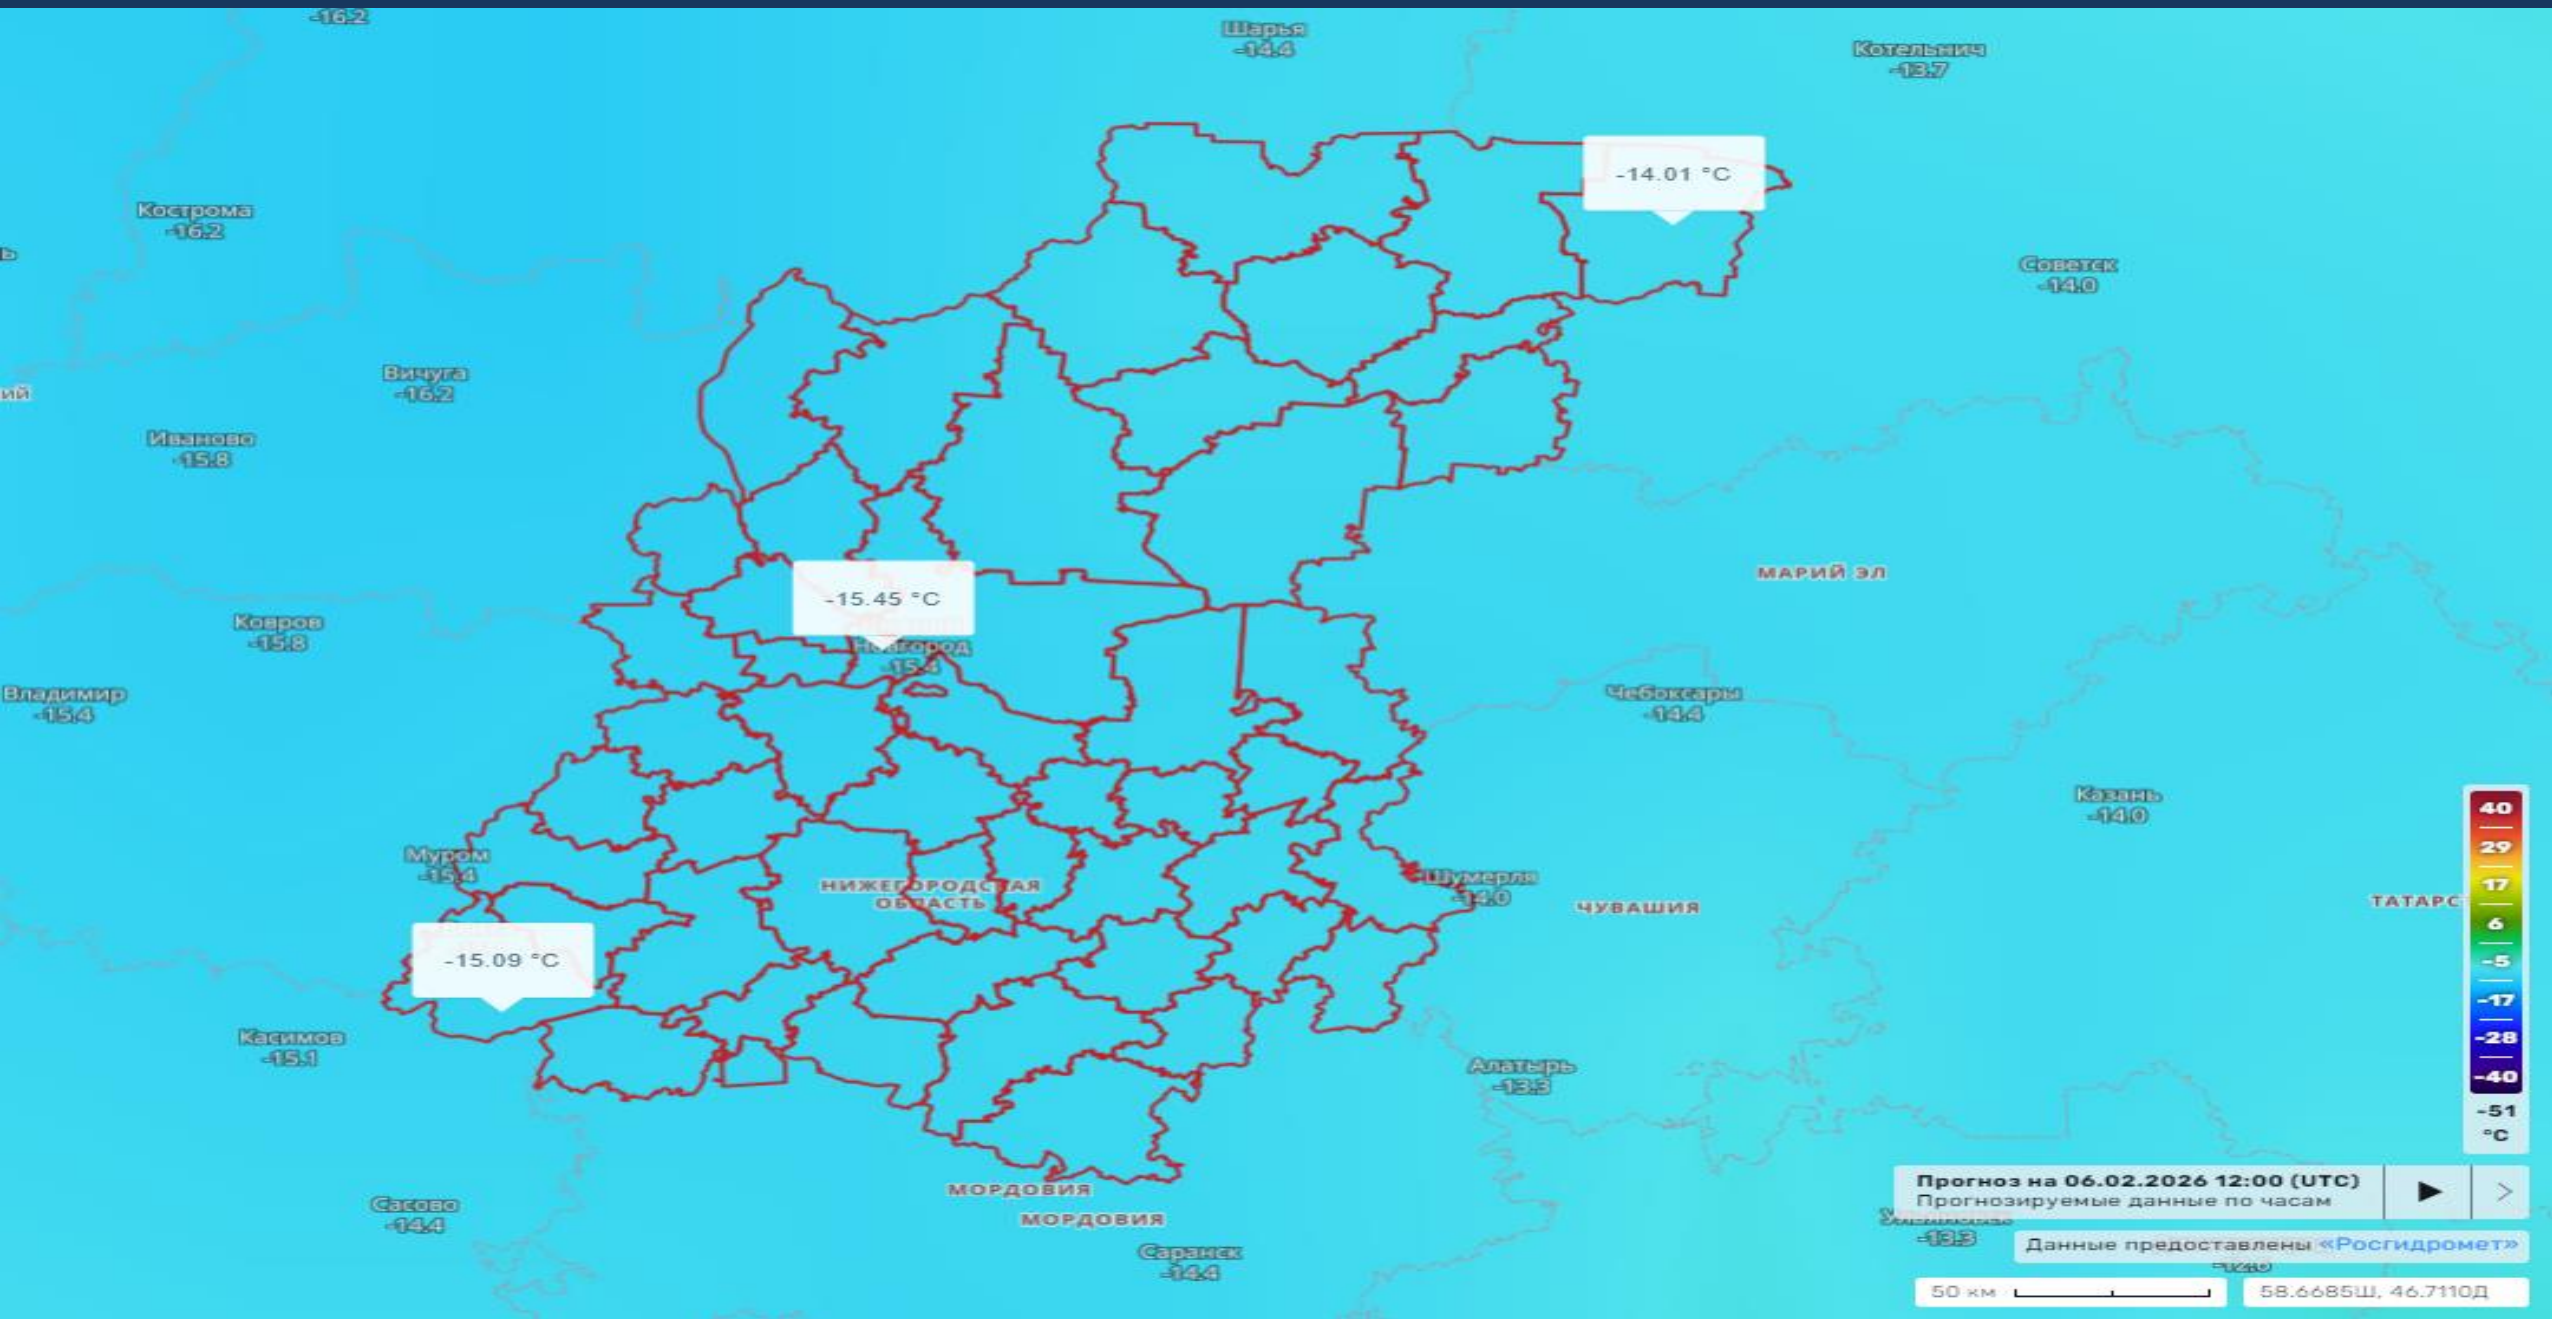 -16.2
Шарья
-14.4
Котельнич
-13.7
-14.01 °C
Кострома
-16.2
ь
Советск
-14.0
Вичуга
-16.2
ий
Иваново
-15.8
МАРИЙ ЭЛ
-15.45 °C
Ковров
-15.8
Новгород
-15.4
Владимир
-15.4
Чебоксары
-14.4
Казань
-14.0
Муром
-15.4
НИЖЕГОРОДСКАЯ
ОБЛАСТЬ
Шумерля
-14.0
ЧУВАШИЯ
ТАТАРС
-15.09 °C
Касимов
-15.1
Алатырь
-13.3
40
29
17
6
-5
-17
-28
-40
-51
°C
МОРДОВИЯ
МОРДОВИЯ
Сасово
-14.4
Саранск
-14.4
Прогноз на 06.02.2026 12:00 (UTC)
Прогнозируемые данные по часам
Ульяновск
-13.3
Данные предоставлены «Росгидромет»
-12.6
50 км
58.6685Ш, 46.7110Д